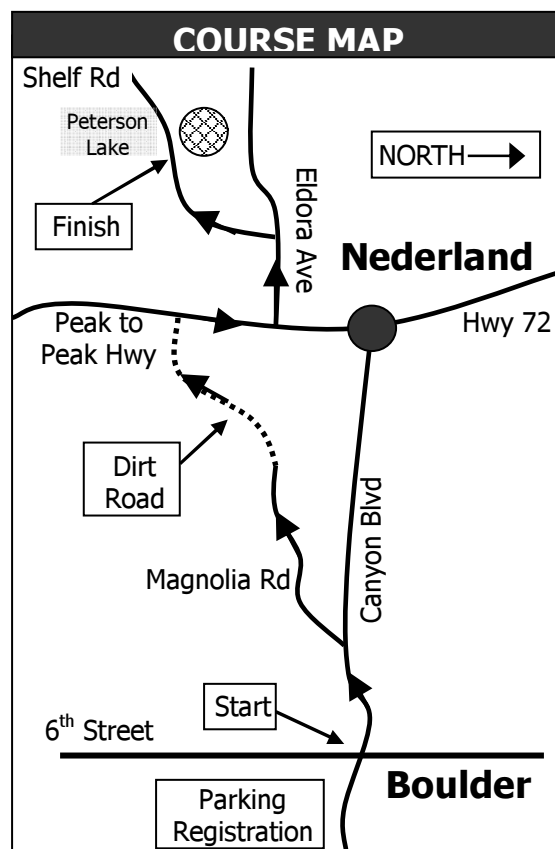 COURSE MAP
Shelf Rd
Peterson
Lake
NORTH
Eldora Ave
Finish
Nederland
Hwy 72
Peak to
Peak Hwy
Dirt
Road
Canyon Blvd
Magnolia Rd
Start
6th Street
Boulder
Parking
Registration